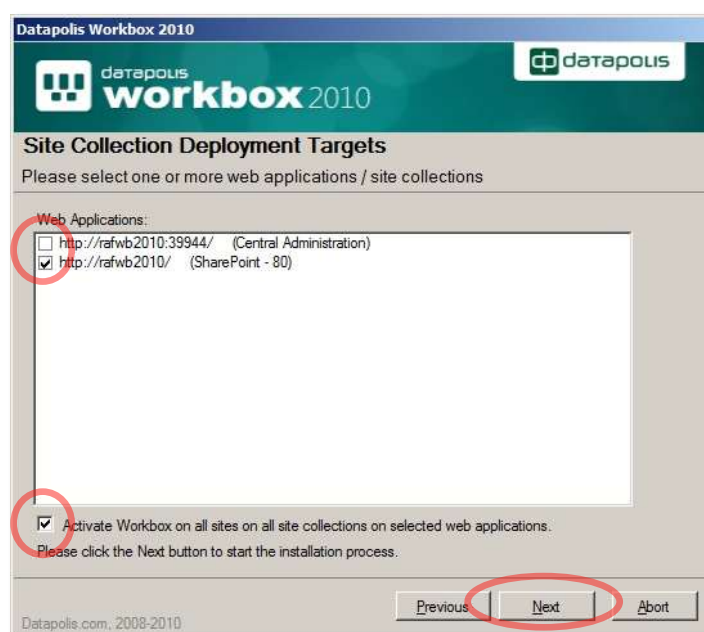 Datapolis Workbox 2010
datapolis
workbox 2010
datapolis
Site Collection Deployment Targets
Please select one or more web applications / site collections
Web Applications:
http://rafwb2010:39944/ (Central Administration)
http://rafwb2010/ (SharePoint - 80)
Activate Workbox on all sites on all site collections on selected web applications.
Please click the Next button to start the installation process.
Previous Next Abort
Datapolis.com, 2008-2010